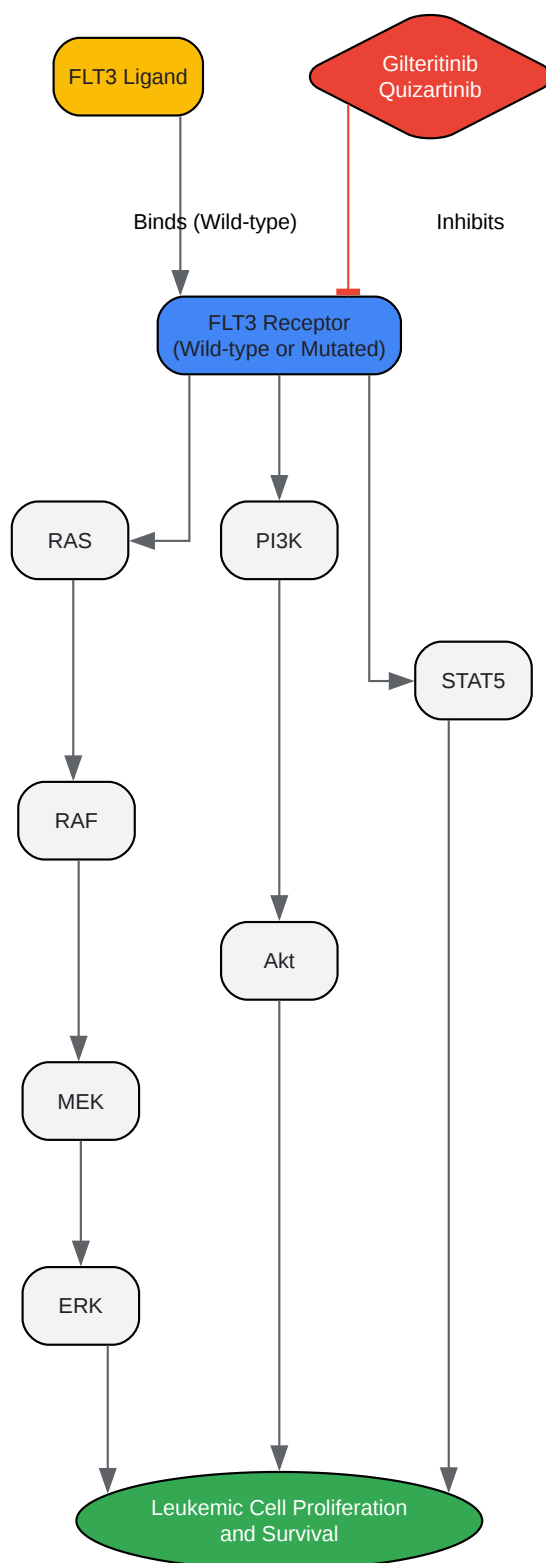 FLT3 Ligand
Gilteritinib
Quizartinib
Binds (Wild-type)
Inhibits
FLT3 Receptor
(Wild-type or Mutated)
RAS
PI3K
STAT5
RAF
Akt
MEK
ERK
Leukemic Cell Proliferation
and Survival